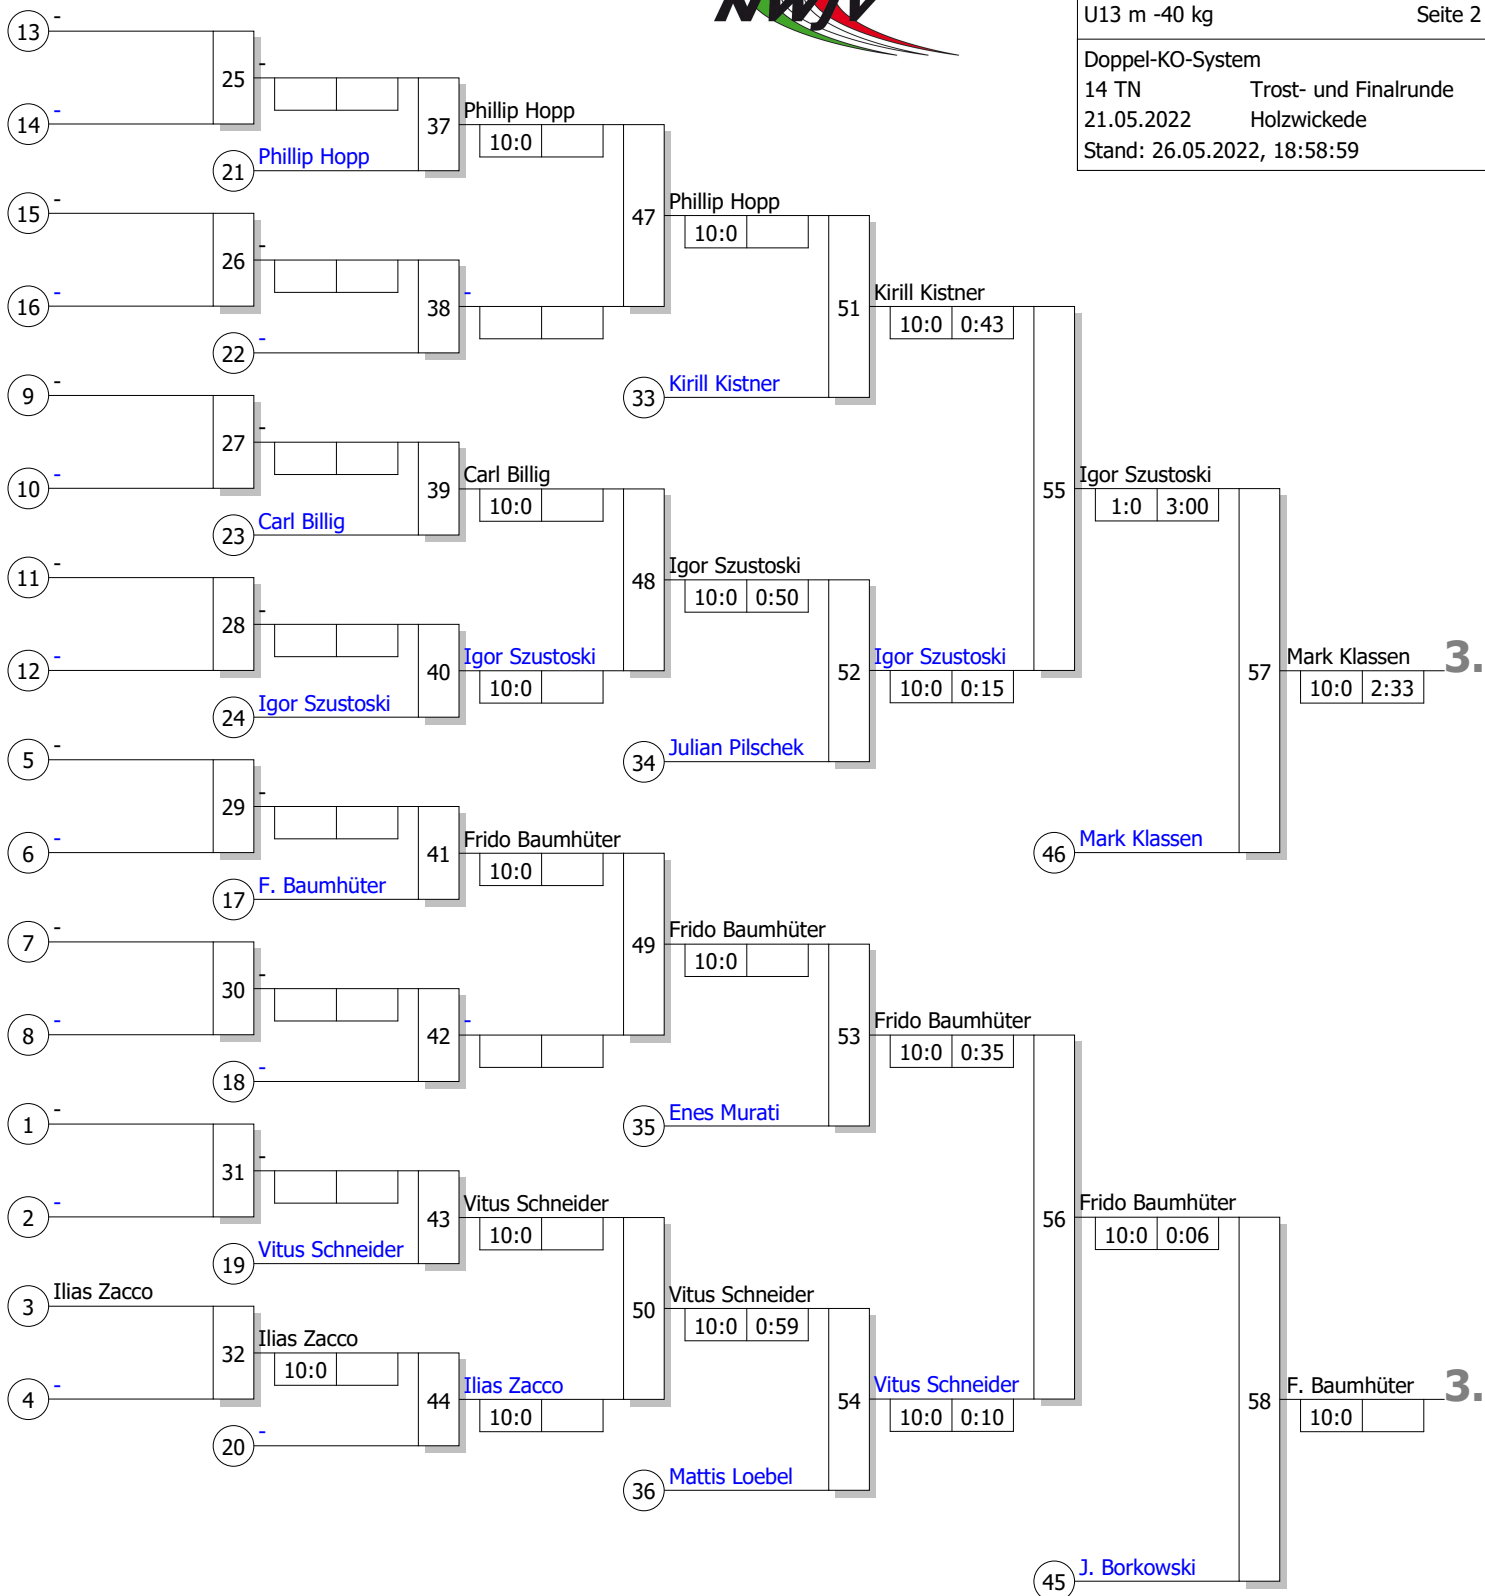 NWJV
U13 m -40 kg Seite 2
Doppel-KO-System
14 TN Trost- und Finalrunde
21.05.2022 Holzwickede
Stand: 26.05.2022, 18:58:59
13 -
25 -
14 -
37 Phillip Hopp
10:0
21 Phillip Hopp
15 -
47 Phillip Hopp
10:0
26 -
16 -
38 -
22 -
51 Kirill Kistner
10:0 0:43
33 Kirill Kistner
9 -
27 -
10 -
39 Carl Billig
10:0
23 Carl Billig
55 Igor Szustoski
1:0 3:00
11 -
48 Igor Szustoski
10:0 0:50
28 -
12 -
40 Igor Szustoski
10:0
24 Igor Szustoski
52 Igor Szustoski
10:0 0:15
34 Julian Pilschek
57 Mark Klassen 3.
10:0 2:33
46 Mark Klassen
5 -
29 -
6 -
41 Frido Baumhüter
10:0
17 F. Baumhüter
7 -
49 Frido Baumhüter
10:0
30 -
8 -
42 -
18 -
53 Frido Baumhüter
10:0 0:35
35 Enes Murati
1 -
31 -
2 -
43 Vitus Schneider
10:0
19 Vitus Schneider
56 Frido Baumhüter
10:0 0:06
3 Ilias Zacco
50 Vitus Schneider
10:0 0:59
32 Ilias Zacco
10:0
4 -
44 Ilias Zacco
10:0
20 -
54 Vitus Schneider
10:0 0:10
36 Mattis Loebel
58 F. Baumhüter 3.
10:0
45 J. Borkowski